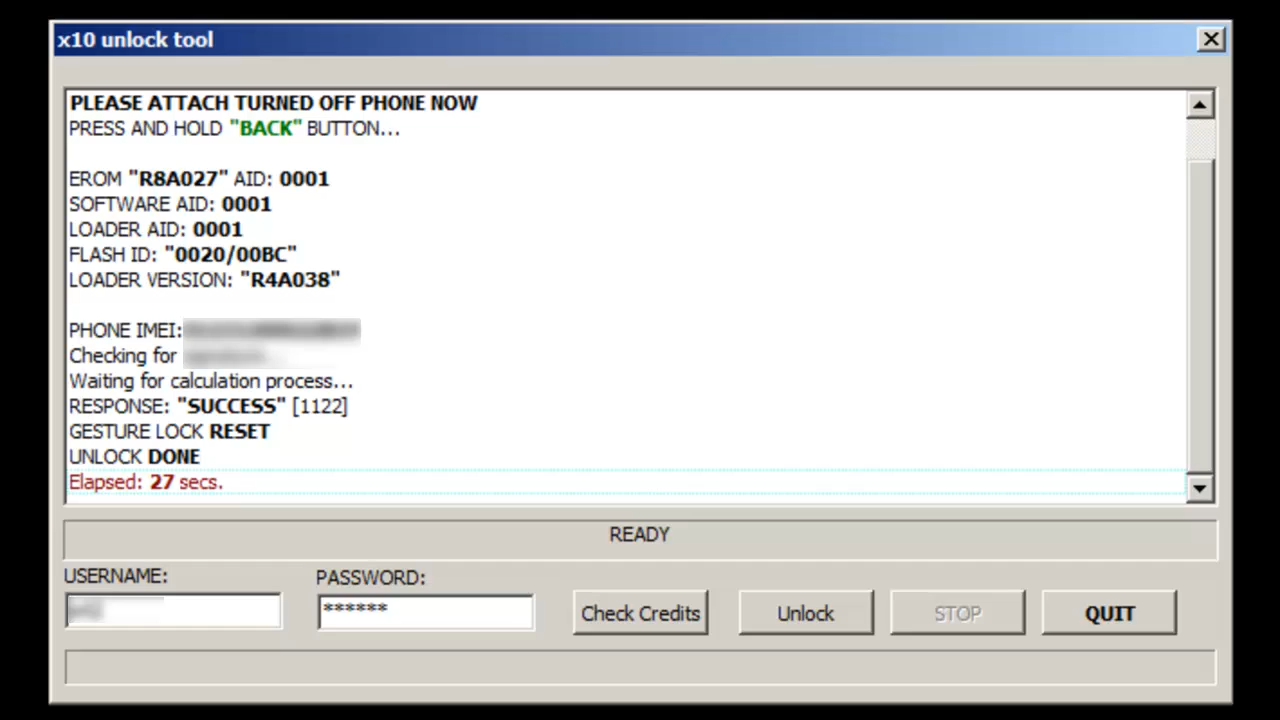 x10 unlock tool
PLEASE ATTACH TURNED OFF PHONE NOW
PRESS AND HOLD "BACK" BUTTON...
EROM "R8A027" AID: 0001
SOFTWARE AID: 0001
LOADER AID: 0001
FLASH ID: "0020/00BC"
LOADER VERSION: "R4A038"
PHONE IMEI:
Checking for
Waiting for calculation process...
RESPONSE: "SUCCESS" [1122]
GESTURE LOCK RESET
UNLOCK DONE
Elapsed: 27 secs.
READY
USERNAME: PASSWORD:
****** Check Credits Unlock STOP QUIT